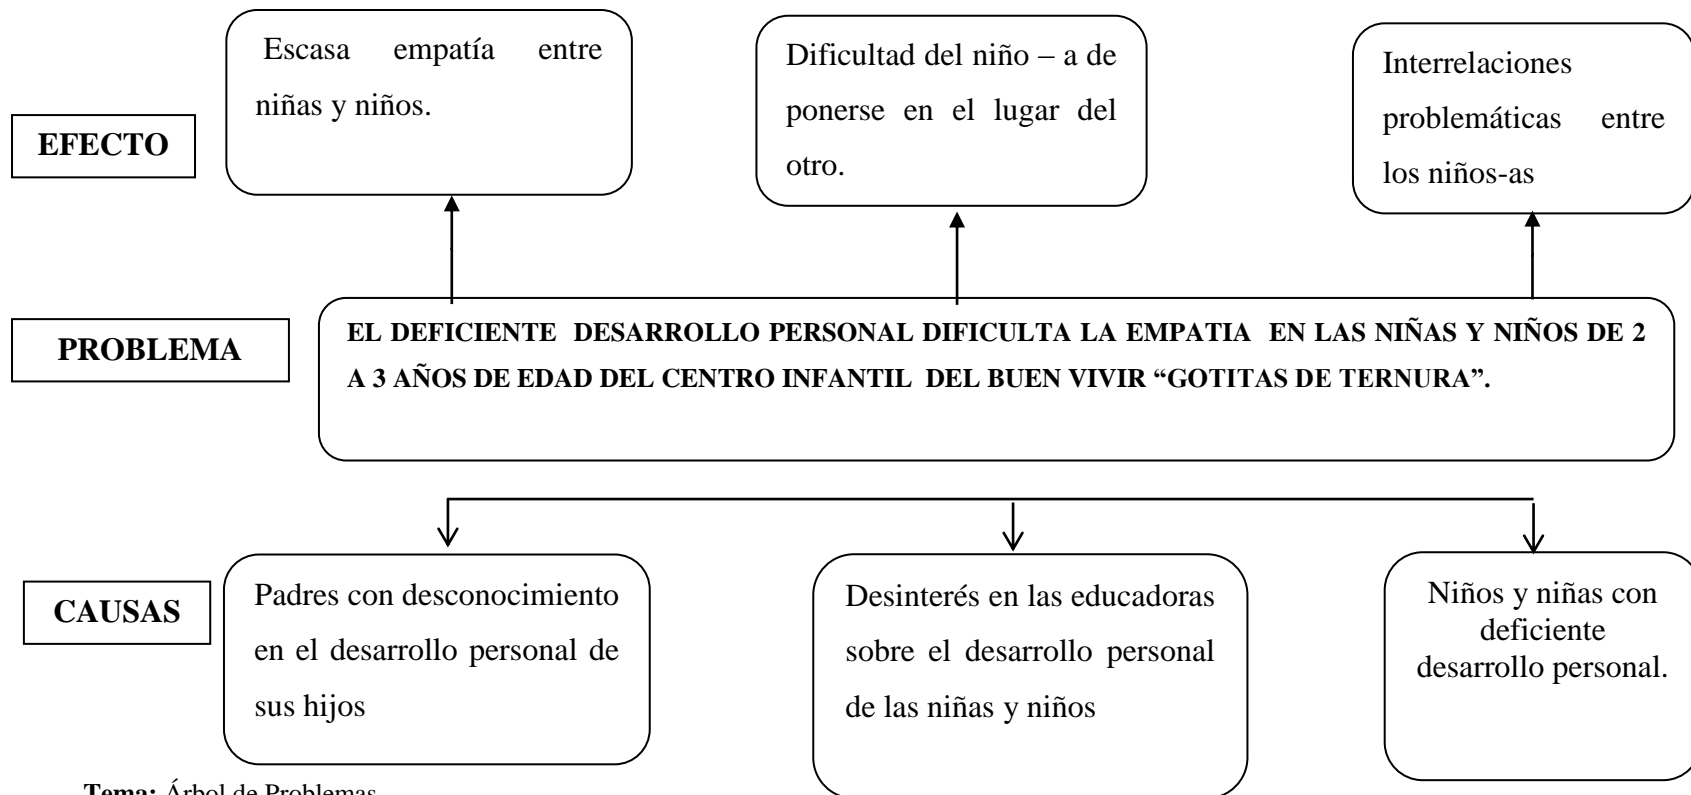 Escasa empatía entre
niñas y niños.
Dificultad del niño – a de
ponerse en el lugar del
otro.
Interrelaciones
problemáticas entre
los niños-as
EFECTO
PROBLEMA
EL DEFICIENTE DESARROLLO PERSONAL DIFICULTA LA EMPATIA EN LAS NIÑAS Y NIÑOS DE 2
A 3 AÑOS DE EDAD DEL CENTRO INFANTIL DEL BUEN VIVIR “GOTITAS DE TERNURA”.
CAUSAS
Padres con desconocimiento
en el desarrollo personal de
sus hijos
Desinterés en las educadoras
sobre el desarrollo personal
de las niñas y niños
Niños y niñas con
deficiente
desarrollo personal.
Tema: Árbol de Problemas